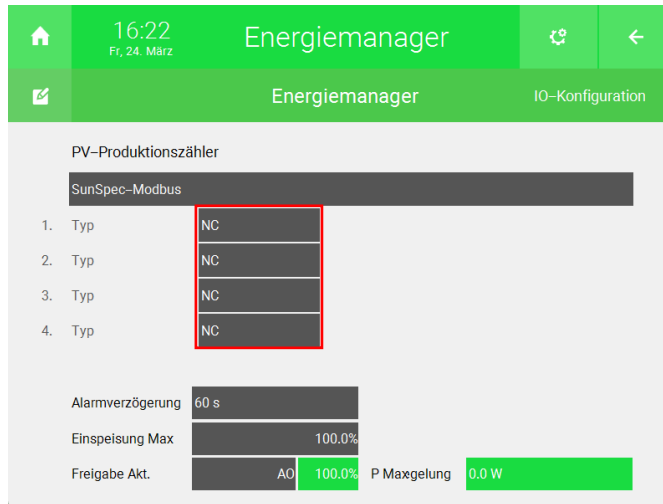 16:22
Fr, 24. März
Energiemanager
Energiemanager
IO-Konfiguration
PV-Produktionszähler
SunSpec-Modbus
1. Typ NC
2. Typ NC
3. Typ NC
4. Typ NC
Alarmverzögerung 60 s
Einspeisung Max 100.0%
Freigabe Akt. AO 100.0% P Maxgelung 0.0 W